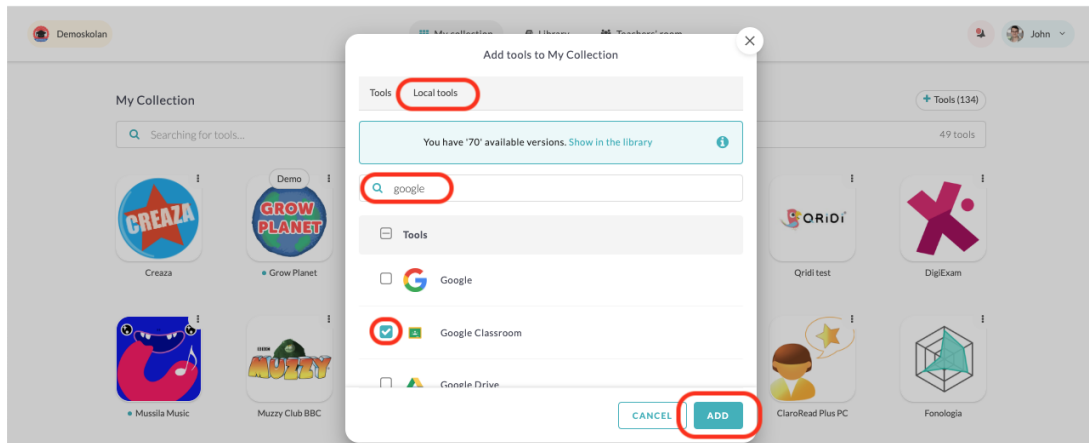 Demoskolan
My collection
Library
Teachers' room
John
Add tools to My Collection
Tools
Local tools
My Collection
+ Tools (134)
You have '70' available versions. Show in the library
Searching for tools...
49 tools
google
Tools
Google
Google Classroom
Google Drive
CANCEL
ADD
CREAZA
Creaza
Demo
GROW
PLANET
Grow Planet
QRiDi
Qridi test
DigiExam
Mussila Music
BBC
MUZZY
Muzzy Club BBC
ClaroRead Plus PC
Fonologia